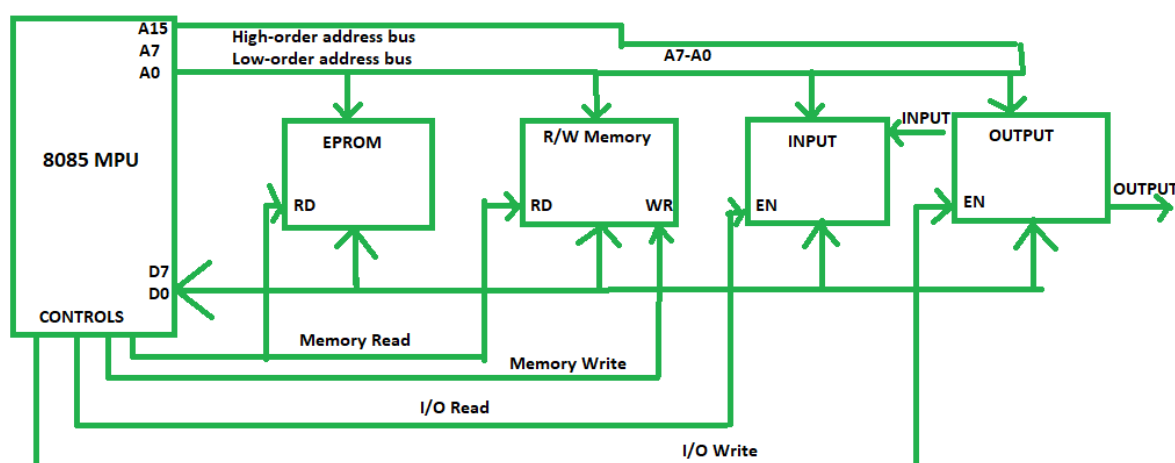 A15
High-order address bus
A7
A7-A0
Low-order address bus
A0
INPUT
R/W Memory
OUTPUT
EPROM
INPUT
8085 MPU
OUTPUT
RD
RD
WR
EN
EN
D7
D0
CONTROLS
Memory Read
Memory Write
I/O Read
I/O Write